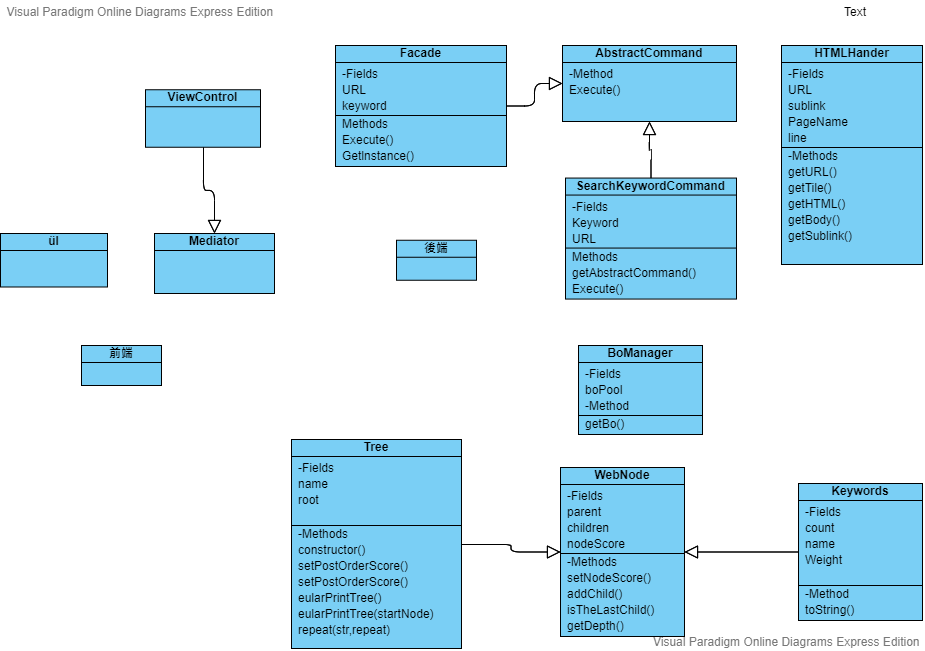 Visual Paradigm Online Diagrams Express Edition
Text
Facade
-Fields
URL
keyword
Methods
Execute()
GetInstance()
AbstractCommand
-Method
Execute()
HTMLHander
-Fields
URL
sublink
PageName
line
-Methods
getURL()
getTile()
getHTML()
getBody()
getSublink()
ViewControl
SearchKeywordCommand
-Fields
Keyword
URL
Methods
getAbstractCommand()
Execute()
üI
Mediator
後端
前端
BoManager
-Fields
boPool
-Method
getBo()
Tree
-Fields
name
root
-Methods
constructor()
setPostOrderScore()
setPostOrderScore()
eularPrintTree()
eularPrintTree(startNode)
repeat(str,repeat)
WebNode
-Fields
parent
children
nodeScore
-Methods
setNodeScore()
addChild()
isTheLastChild()
getDepth()
Keywords
-Fields
count
name
Weight
-Method
toString()
Visual Paradigm Online Diagrams Express Edition